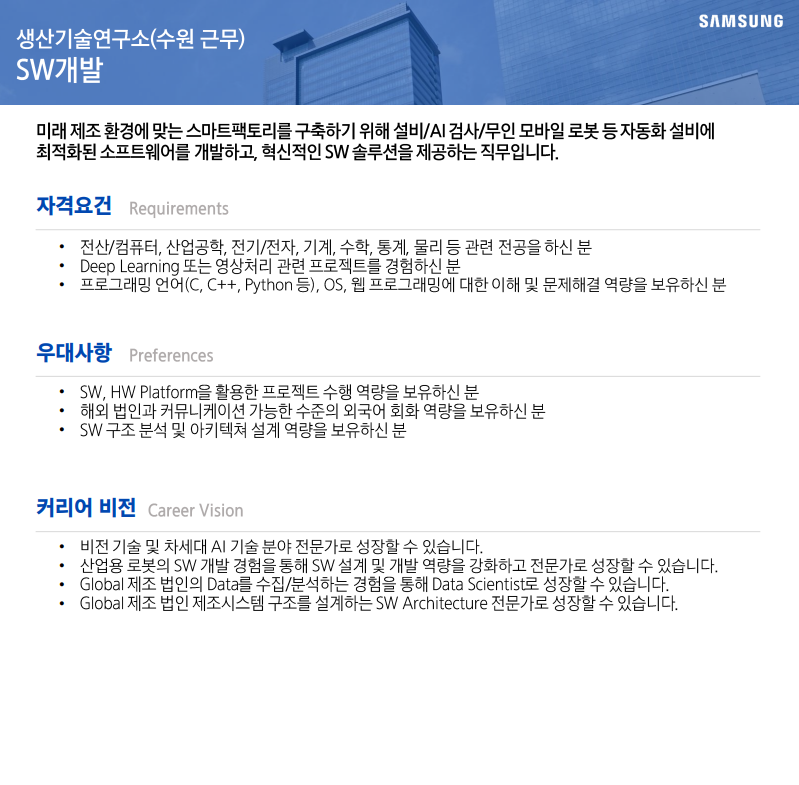 SAMSUNG
생산기술연구소(수원 근무)
SW개발
미래 제조 환경에 맞는 스마트팩토리를 구축하기 위해 설비/AI 검사/무인 모바일 로봇 등 자동화 설비에
최적화된 소프트웨어를 개발하고, 혁신적인 SW 솔루션을 제공하는 직무입니다.
자격요건 Requirements
• 전산/컴퓨터, 산업공학, 전기/전자, 기계, 수학, 통계, 물리 등 관련 전공을 하신 분
• Deep Learning 또는 영상처리 관련 프로젝트를 경험하신 분
• 프로그래밍 언어(C, C++, Python 등), OS, 웹 프로그래밍에 대한 이해 및 문제해결 역량을 보유하신 분
우대사항 Preferences
• SW, HW Platform을 활용한 프로젝트 수행 역량을 보유하신 분
• 해외 법인과 커뮤니케이션 가능한 수준의 외국어 회화 역량을 보유하신 분
• SW 구조 분석 및 아키텍쳐 설계 역량을 보유하신 분
커리어 비전 Career Vision
• 비전 기술 및 차세대 AI 기술 분야 전문가로 성장할 수 있습니다.
• 산업용 로봇의 SW 개발 경험을 통해 SW 설계 및 개발 역량을 강화하고 전문가로 성장할 수 있습니다.
• Global 제조 법인의 Data를 수집/분석하는 경험을 통해 Data Scientist로 성장할 수 있습니다.
• Global 제조 법인 제조시스템 구조를 설계하는 SW Architecture 전문가로 성장할 수 있습니다.